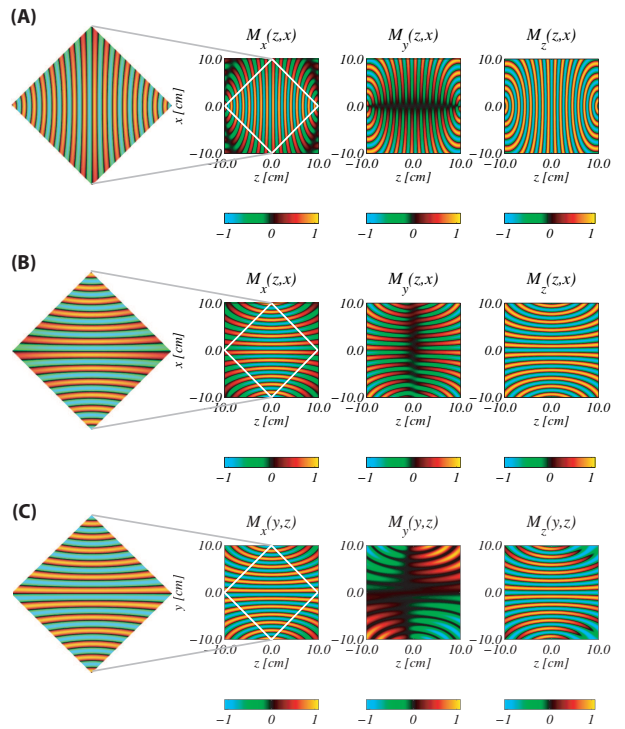 (A)
M_x(z,x) M_y(z,x) M_z(z,x)
10.0 10.0 10.0
x [cm] 0.0 0.0 0.0
−10.0 −10.0 −10.0
−10.0 0.0 10.0 −10.0 0.0 10.0 −10.0 0.0 10.0
z [cm] z [cm] z [cm]
−1 0 1 −1 0 1 −1 0 1
(B)
M_x(z,x) M_y(z,x) M_z(z,x)
10.0 10.0 10.0
x [cm] 0.0 0.0 0.0
−10.0 −10.0 −10.0
−10.0 0.0 10.0 −10.0 0.0 10.0 −10.0 0.0 10.0
z [cm] z [cm] z [cm]
−1 0 1 −1 0 1 −1 0 1
(C)
M_x(y,z) M_y(y,z) M_z(y,z)
10.0 10.0 10.0
y [cm] 0.0 0.0 0.0
−10.0 −10.0 −10.0
−10.0 0.0 10.0 −10.0 0.0 10.0 −10.0 0.0 10.0
z [cm] z [cm] z [cm]
−1 0 1 −1 0 1 −1 0 1